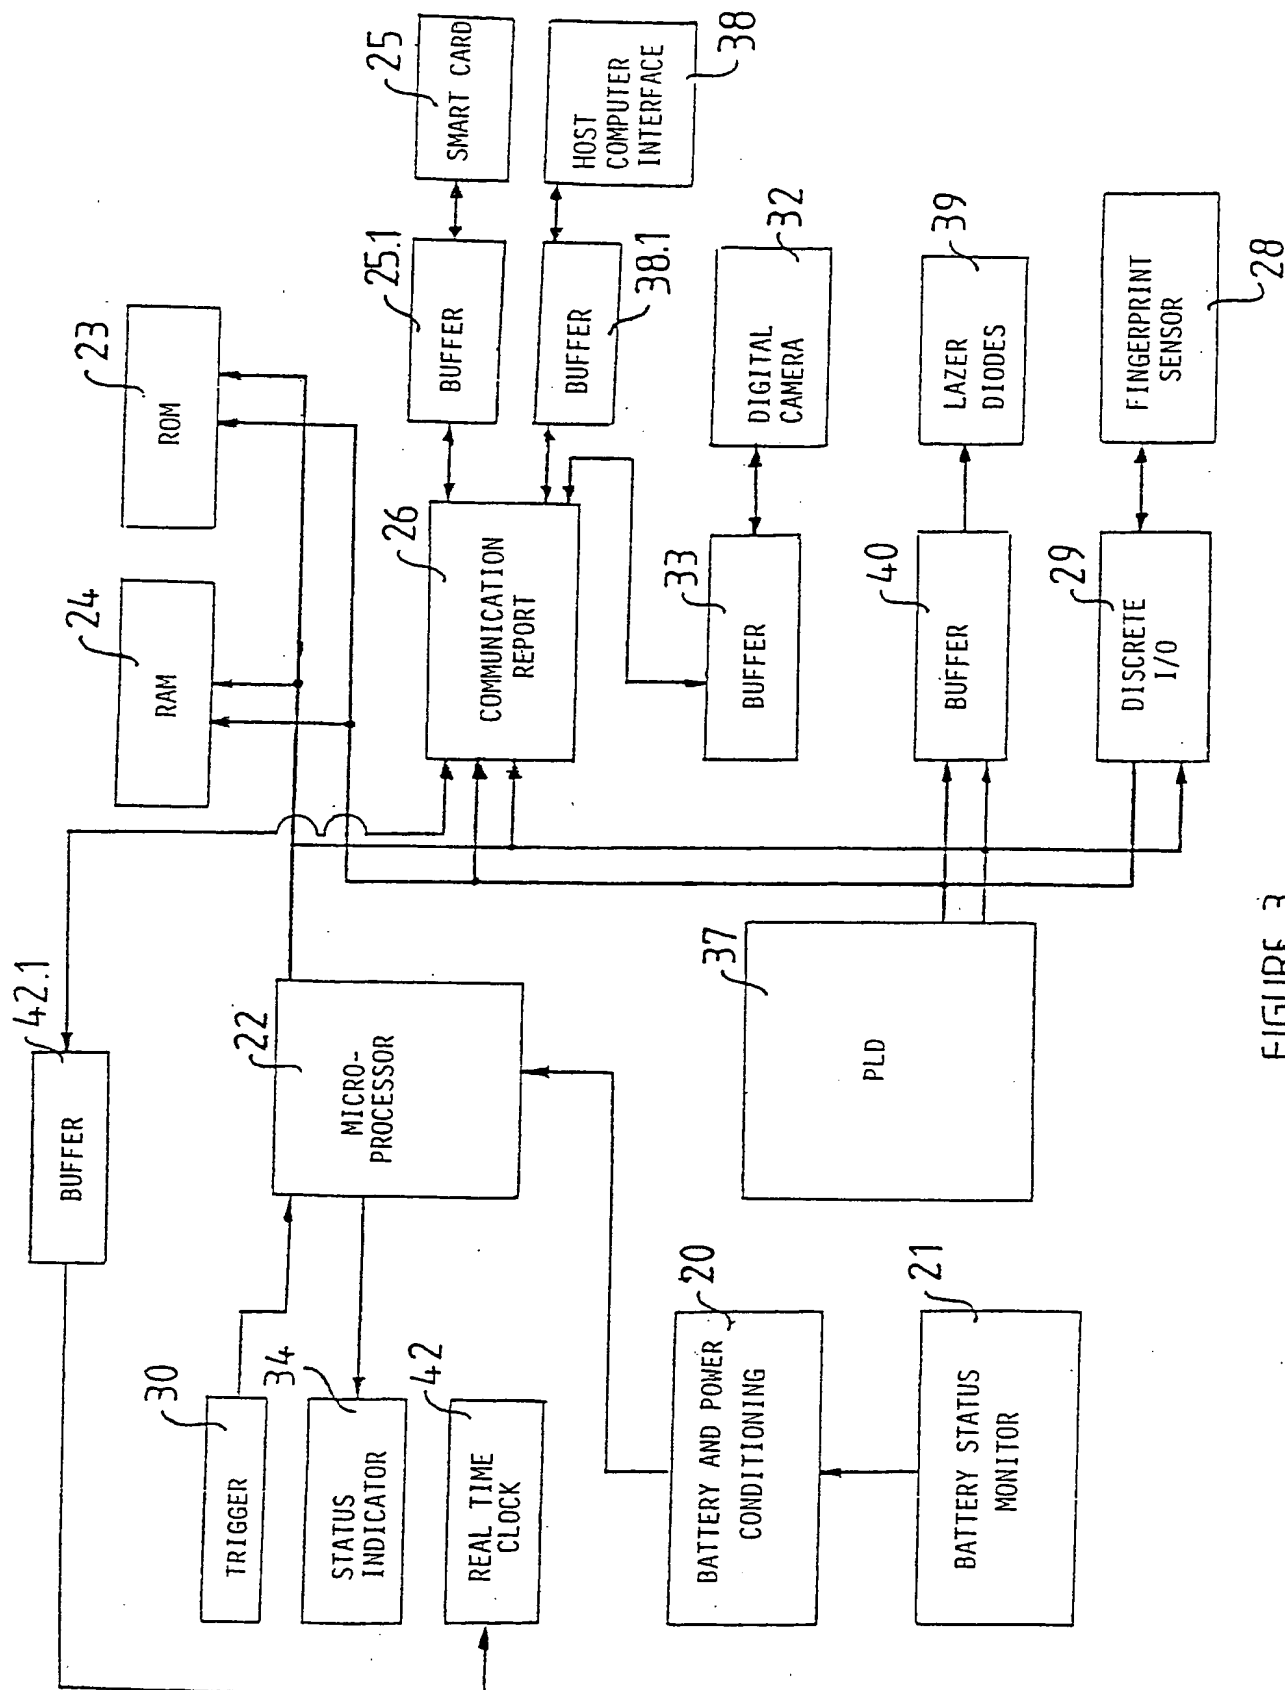 42.1
BUFFER
30
TRIGGER
34
STATUS
INDICATOR
42
REAL TIME
CLOCK
22
MICRO-
PROCESSOR
24
RAM
23
ROM
26
COMMUNICATION
REPORT
25.1
BUFFER
25
SMART CARD
BUFFER
38.1
HOST
COMPUTER
INTERFACE
38
33
BUFFER
DIGITAL
CAMERA
32
20
BATTERY AND POWER
CONDITIONING
21
BATTERY STATUS
MONITOR
37
PLD
40
BUFFER
39
LAZER
DIODES
29
DISCRETE
I/O
FINGERPRINT
SENSOR
28
FIGURE 3